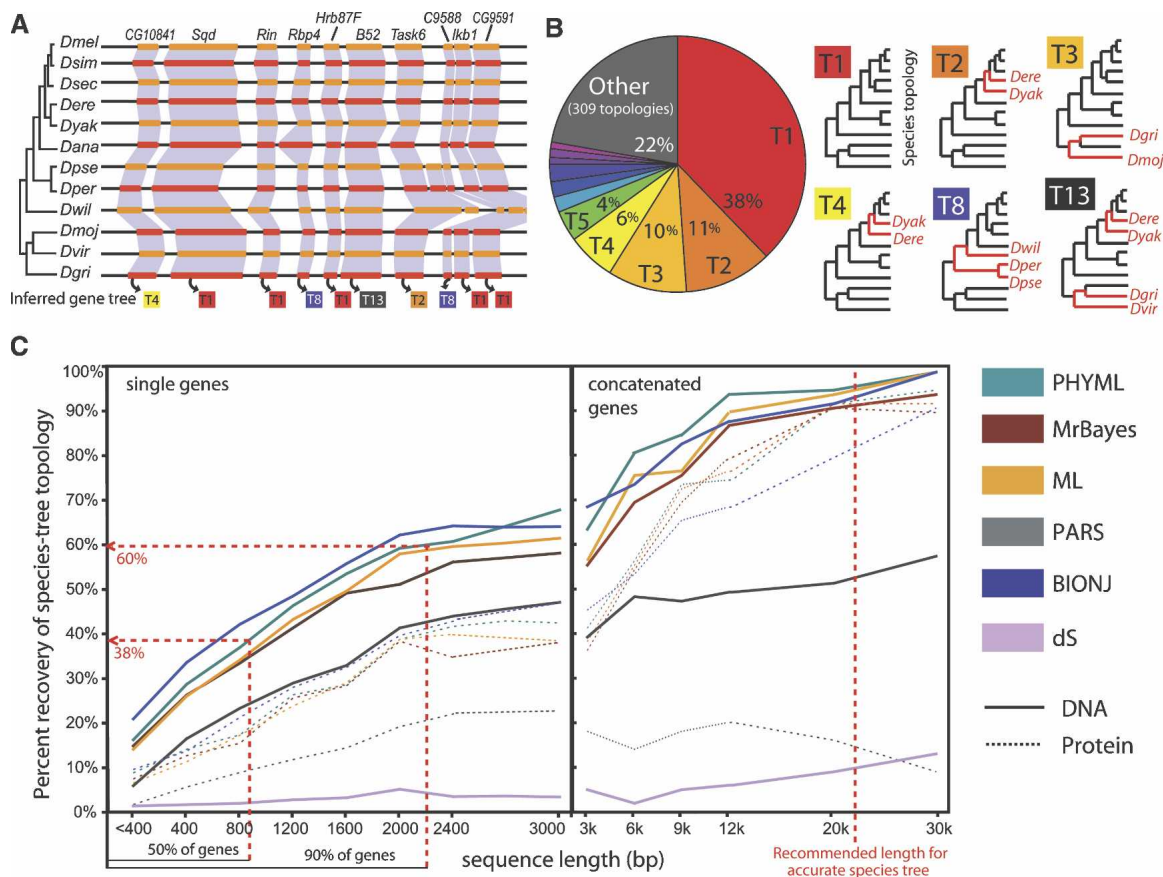 A
CG10841 Sqd Rin Rbp4 Hrb87F B52 Task6 C9588 Ikb1 CG9591
Dmel
Dsim
Dsec
Dere
Dyak
Dana
Dpse
Dper
Dwil
Dmoj
Dvir
Dgri
Inferred gene tree T4 T1 T1 T8 T1 T13 T2 T8 T1 T1
B
Other
(309 topologies)
22%
T1
38%
T2
11%
T3
10%
T4
6%
T5
4%
T1
Species topology
T2
Dere
Dyak
T3
Dgri
Dmoj
T4
Dyak
Dere
T8
Dwil
Dper
Dpse
T13
Dere
Dyak
Dgri
Dvir
C
Percent recovery of species-tree topology
100%
90%
80%
70%
60%
50%
40%
30%
20%
10%
0%
single genes
60%
38%
<400 400 800 1200 1600 2000 2400 3000
50% of genes
90% of genes
sequence length (bp)
concatenated
genes
3k 6k 9k 12k 20k 30k
Recommended length for
accurate species tree
PHYML
MrBayes
ML
PARS
BIONJ
dS
DNA
Protein